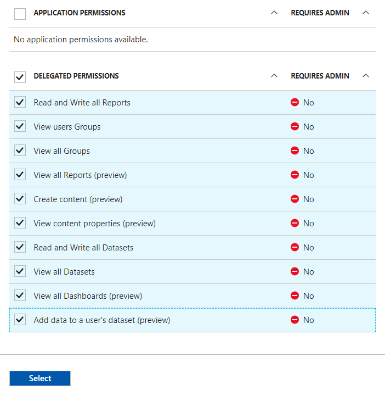 APPLICATION PERMISSIONS REQUIRES ADMIN
No application permissions available.
DELEGATED PERMISSIONS REQUIRES ADMIN
Read and Write all Reports No
View users Groups No
View all Groups No
View all Reports (preview) No
Create content (preview) No
View content properties (preview) No
Read and Write all Datasets No
View all Datasets No
View all Dashboards (preview) No
Add data to a user's dataset (preview) No
Select